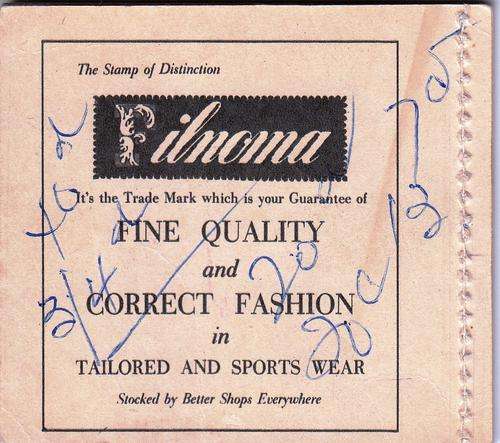 The Stamp of Distinction
Filnoma
It's the Trade Mark which is your Guarantee of
FINE QUALITY
and
CORRECT FASHION
in
TAILORED AND SPORTS WEAR
Stocked by Better Shops Everywhere